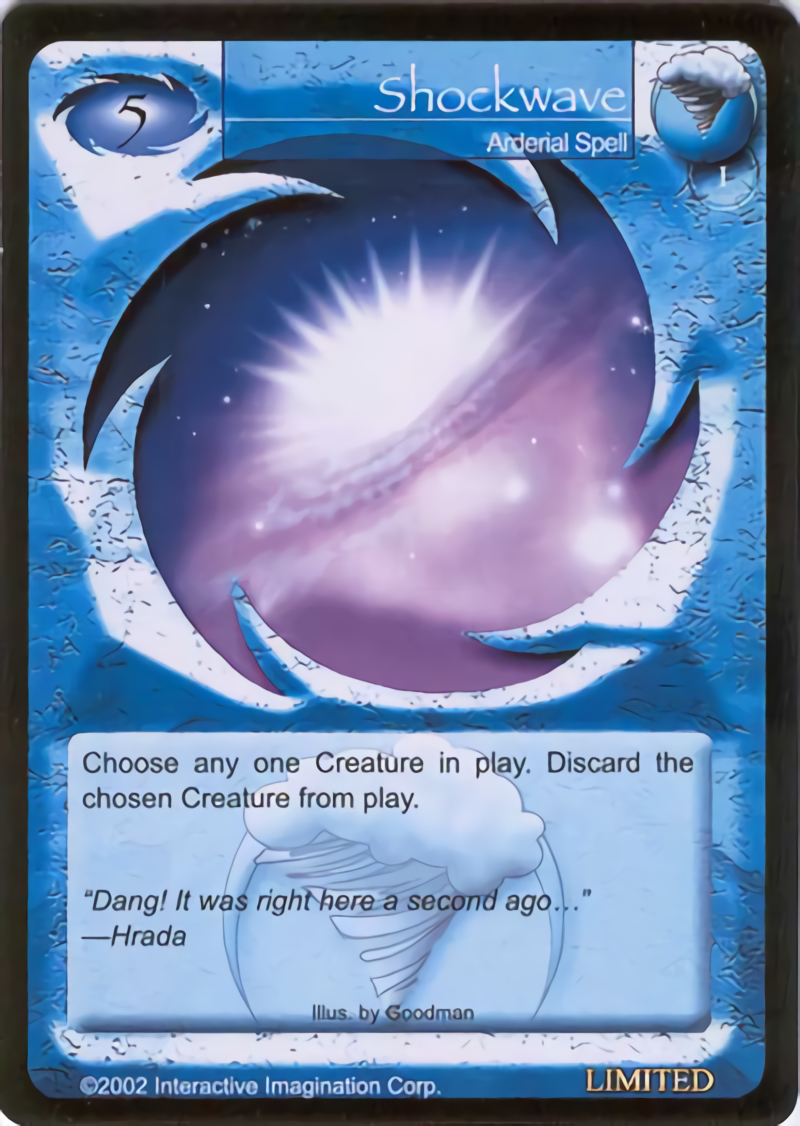 5
Shockwave
Arderial Spell
1
Choose any one Creature in play. Discard the
chosen Creature from play.
"Dang! It was right here a second ago..."
—Hrada
Illus. by Goodman
©2002 Interactive Imagination Corp.
LIMITED